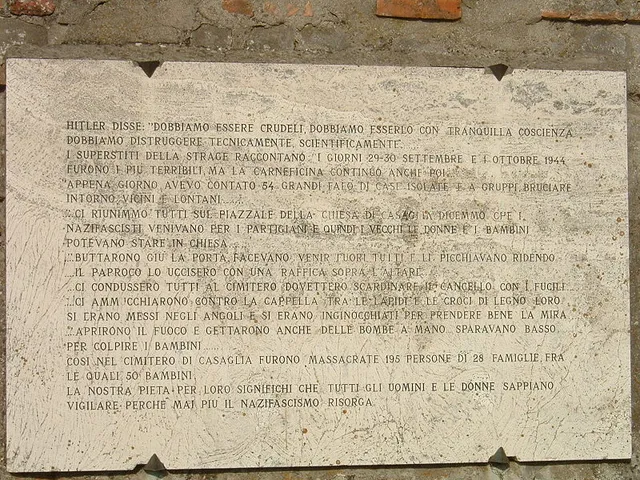 HITLER DISSE: "DOBBIAMO ESSERE CRUDELI, DOBBIAMO ESSERLO CON TRANQUILLA COSCIENZA
DOBBIAMO DISTRUGGERE TECNICAMENTE, SCIENTIFICAMENTE".
I SUPERSTITI DELLA STRAGE RACCONTANO: "I GIORNI 29-30 SETTEMBRE E 1 OTTOBRE 1944
FURONO I PIU' TERRIBILI, MA LA CARNEFICINA CONTINUO ANCHE POI.....
"APPENA GIORNO, AVEVO CONTATO 54 GRANDI FALO, DI CASE ISOLATE E A GRUPPI, BRUCIARE
INTORNO, VICINI E LONTANI.......
"..CI RIUNIMMO TUTTI SUL PIAZZALE DELLA CHIESA DI CASAGLIA, DICEMMO CHE I
NAZIFASCISTI VENIVANO PER I PARTIGIANI E QUINDI I VECCHI, LE DONNE E I BAMBINI
POTEVANO STARE IN CHIESA....
"..BUTTARONO GIU LA PORTA, FACEVANO VENIR FUORI TUTTI E LI PICCHIAVANO RIDENDO.
"..IL PAROCO LO UCCISERO CON UNA RAFFICA SOPRA L'ALTARE..
"..CI CONDUSSERO TUTTI AL CIMITERO DOVETTERO SCARDINARE IL CANCELLO CON I FUCILI
"..CI AMMUCCHIARONO CONTRO LA CAPPELLA TRA LE LAPIDI E LE CROCI DI LEGNO, LORO
SI ERANO MESSI NEGLI ANGOLI E SI ERANO INGINOCCHIATI PER PRENDERE BENE LA MIRA
"..APRIRONO IL FUOCO E GETTARONO ANCHE DELLE BOMBE A MANO. SPARAVANO BASSO,
PER COLPIRE I BAMBINI.....
COSI NEL CIMITERO DI CASAGLIA FURONO MASSACRATE 195 PERSONE DI 28 FAMIGLIE, FRA
LE QUALI 50 BAMBINI.
LA NOSTRA PIETA PER LORO SIGNIFICHI CHE TUTTI GLI UOMINI E LE DONNE SAPPIANO
VIGILARE PERCHE MAI PIU IL NAZIFASCISMO RISORGA.